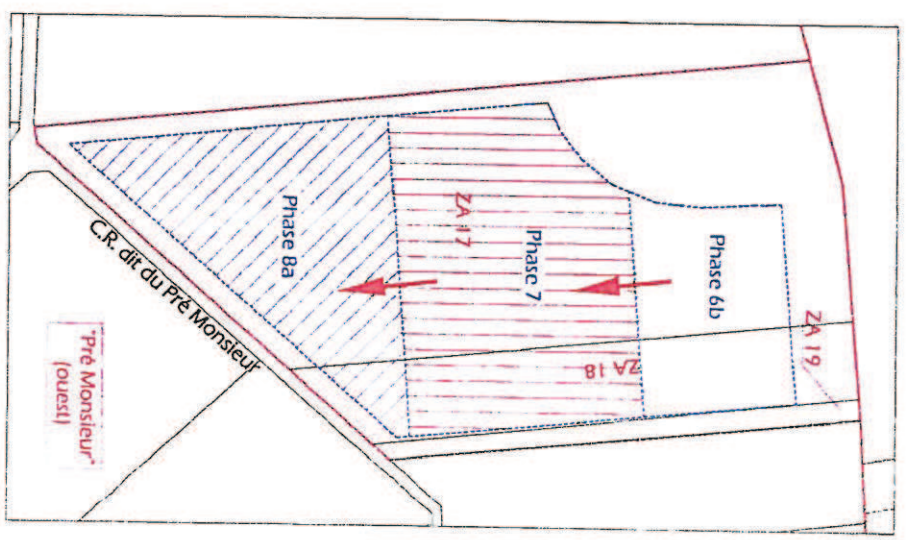 Phase 8a
ZA 17
Phase 7
Phase 6b
ZA 18
ZA 19
C.R. dit du Pré Monsieur
"Pré Monsieur"
(ouest)